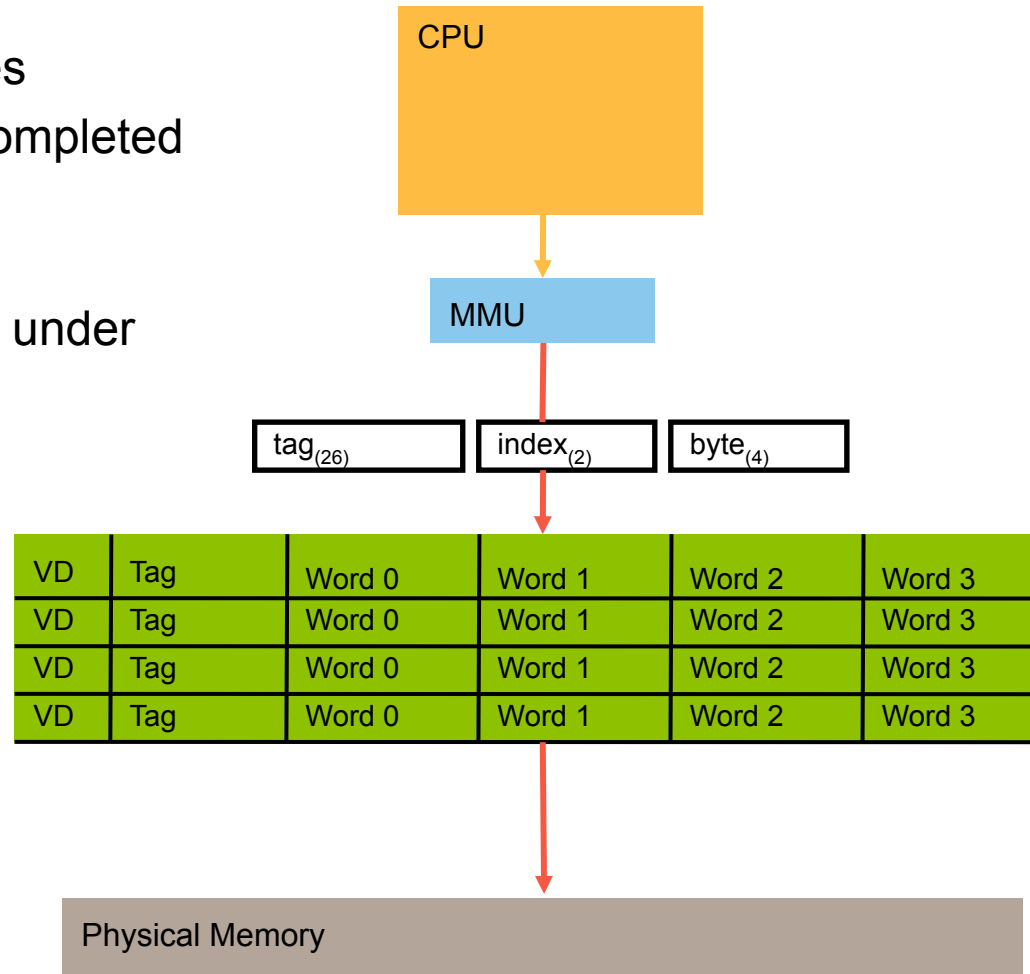 es
ompleted
under
CPU
MMU
tag(26) index(2) byte(4)
VD Tag Word 0 Word 1 Word 2 Word 3
VD Tag Word 0 Word 1 Word 2 Word 3
VD Tag Word 0 Word 1 Word 2 Word 3
VD Tag Word 0 Word 1 Word 2 Word 3
Physical Memory